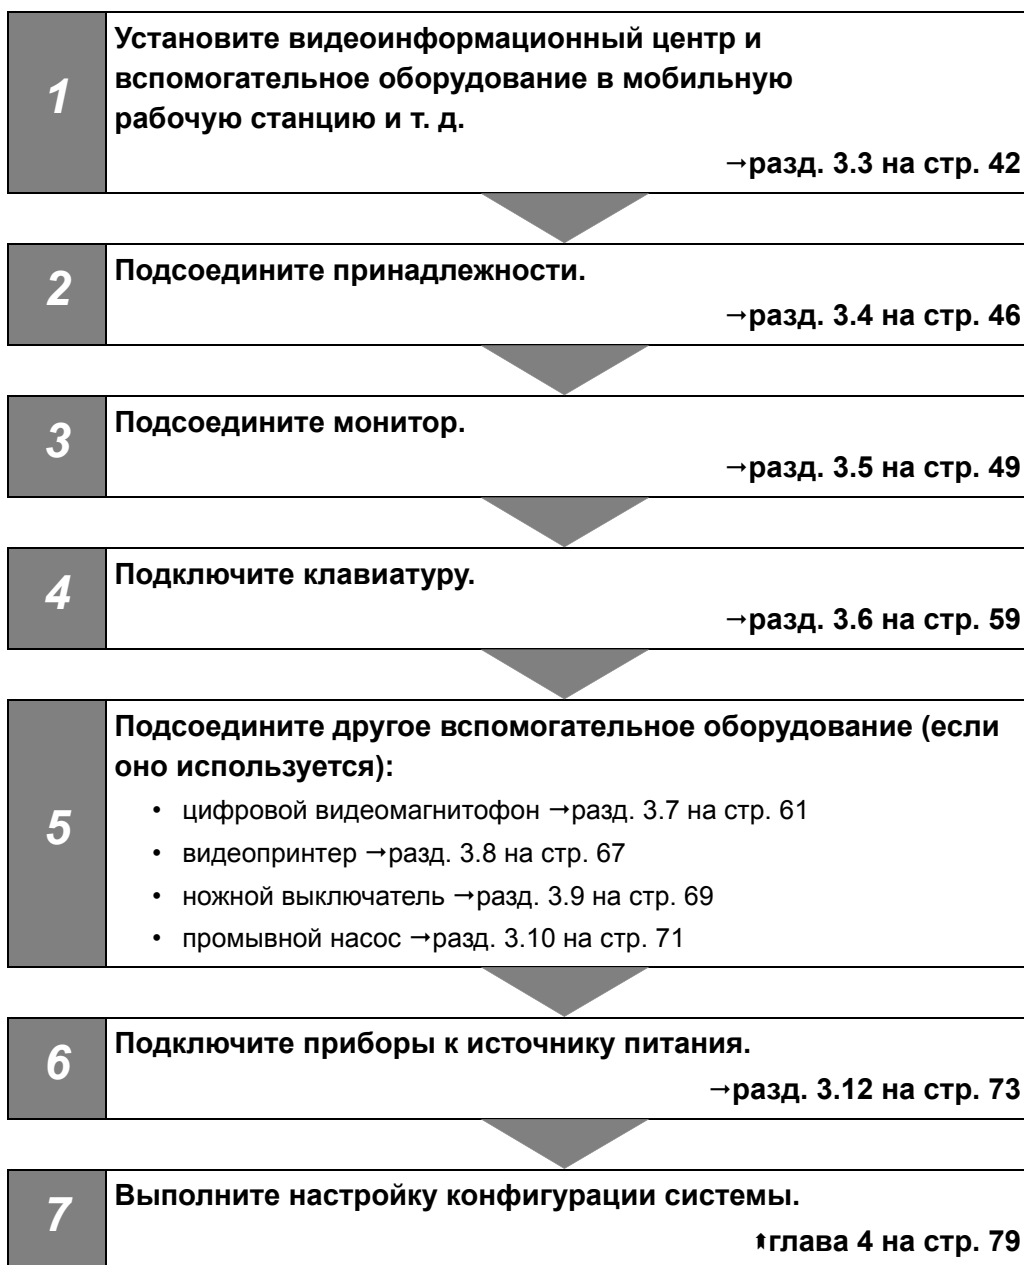 1
Установите видеоинформационный центр и
вспомогательное оборудование в мобильную
рабочую станцию и т. д.
→разд. 3.3 на стр. 42
2
Подсоедините принадлежности.
→разд. 3.4 на стр. 46
3
Подсоедините монитор.
→разд. 3.5 на стр. 49
4
Подключите клавиатуру.
→разд. 3.6 на стр. 59
5
Подсоедините другое вспомогательное оборудование (если
оно используется):
• цифровой видеомагнитофон →разд. 3.7 на стр. 61
• видеопринтер →разд. 3.8 на стр. 67
• ножной выключатель →разд. 3.9 на стр. 69
• промывной насос →разд. 3.10 на стр. 71
6
Подключите приборы к источнику питания.
→разд. 3.12 на стр. 73
7
Выполните настройку конфигурации системы.
↑глава 4 на стр. 79